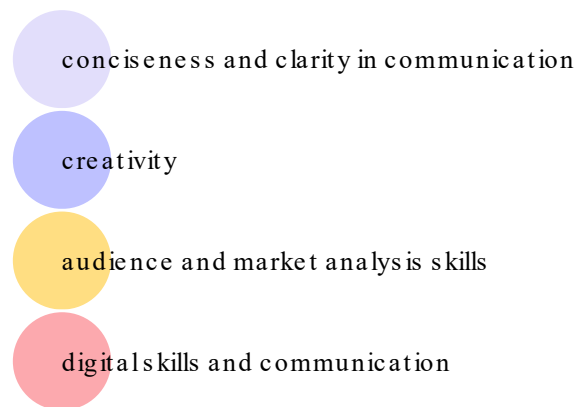 conciseness and clarity in communication
creativity
audience and market analysis skills
digital skills and communication